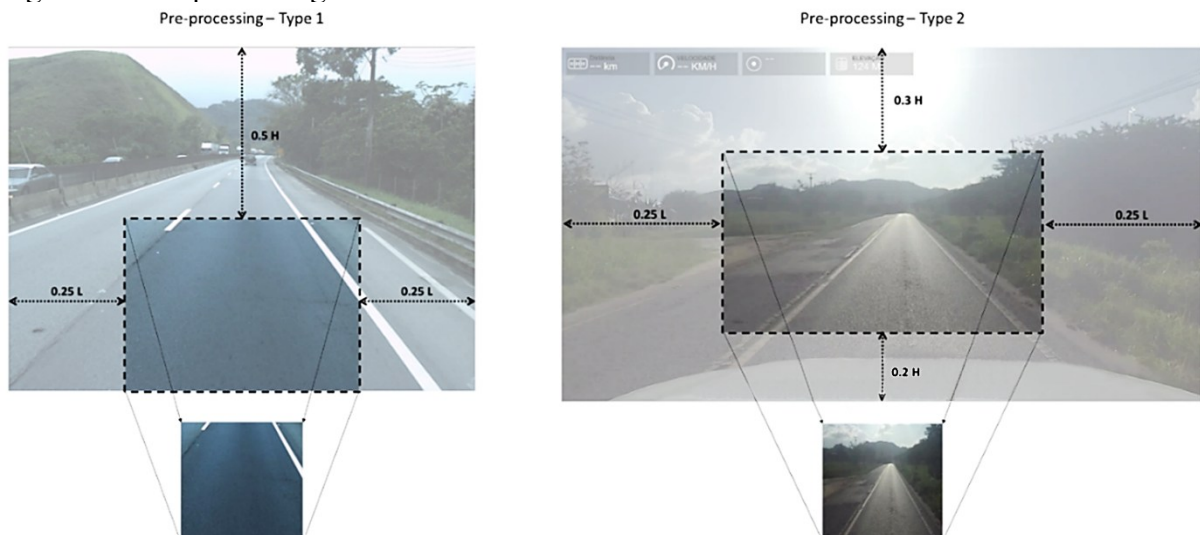 Pre-processing – Type 1
Pre-processing – Type 2
0.5 H
0.25 L
0.25 L
km
KM/H
0.3 H
0.25 L
0.25 L
0.2 H